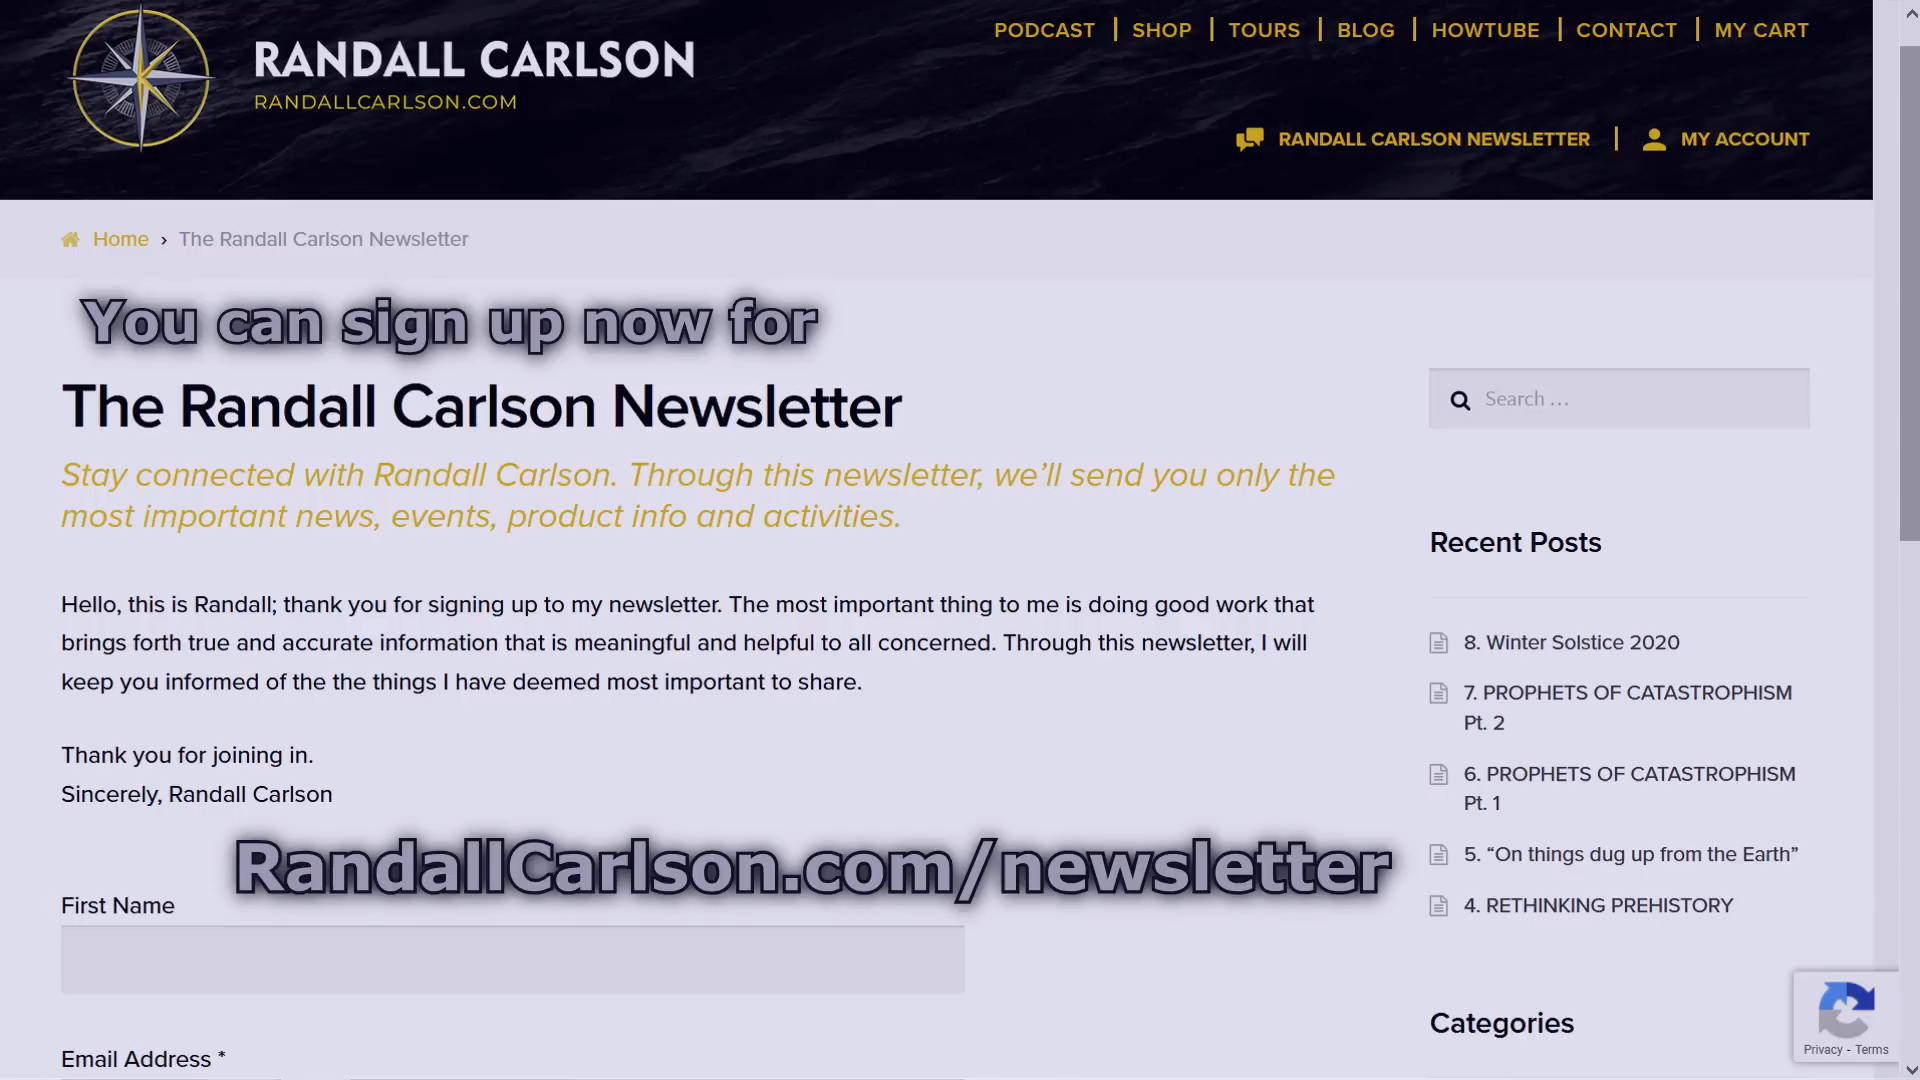 RANDALL CARLSON
RANDALLCARLSON.COM
PODCAST | SHOP | TOURS | BLOG | HOWTUBE | CONTACT | MY CART
RANDALL CARLSON NEWSLETTER | MY ACCOUNT
Home › The Randall Carlson Newsletter
You can sign up now for
The Randall Carlson Newsletter
Stay connected with Randall Carlson. Through this newsletter, we’ll send you only the
most important news, events, product info and activities.
Hello, this is Randall; thank you for signing up to my newsletter. The most important thing to me is doing good work that
brings forth true and accurate information that is meaningful and helpful to all concerned. Through this newsletter, I will
keep you informed of the the things I have deemed most important to share.
Thank you for joining in.
Sincerely, Randall Carlson
RandallCarlson.com/newsletter
First Name
Email Address *
Search …
Recent Posts
8. Winter Solstice 2020
7. PROPHETS OF CATASTROPHISM
Pt. 2
6. PROPHETS OF CATASTROPHISM
Pt. 1
5. “On things dug up from the Earth”
4. RETHINKING PREHISTORY
Categories
Privacy - Terms